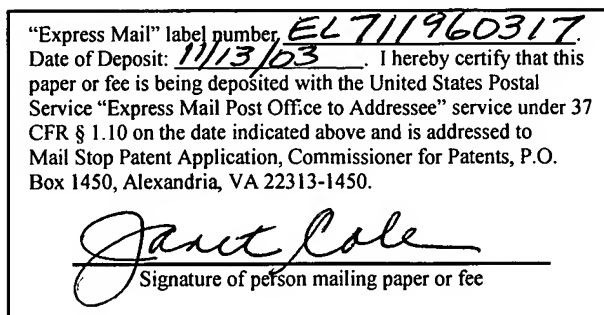 “Express Mail” label number EL711960317.
Date of Deposit: 11/13/03. I hereby certify that this
paper or fee is being deposited with the United States Postal
Service “Express Mail Post Office to Addressee” service under 37
CFR § 1.10 on the date indicated above and is addressed to
Mail Stop Patent Application, Commissioner for Patents, P.O.
Box 1450, Alexandria, VA 22313-1450.
Janet Cole
Signature of person mailing paper or fee